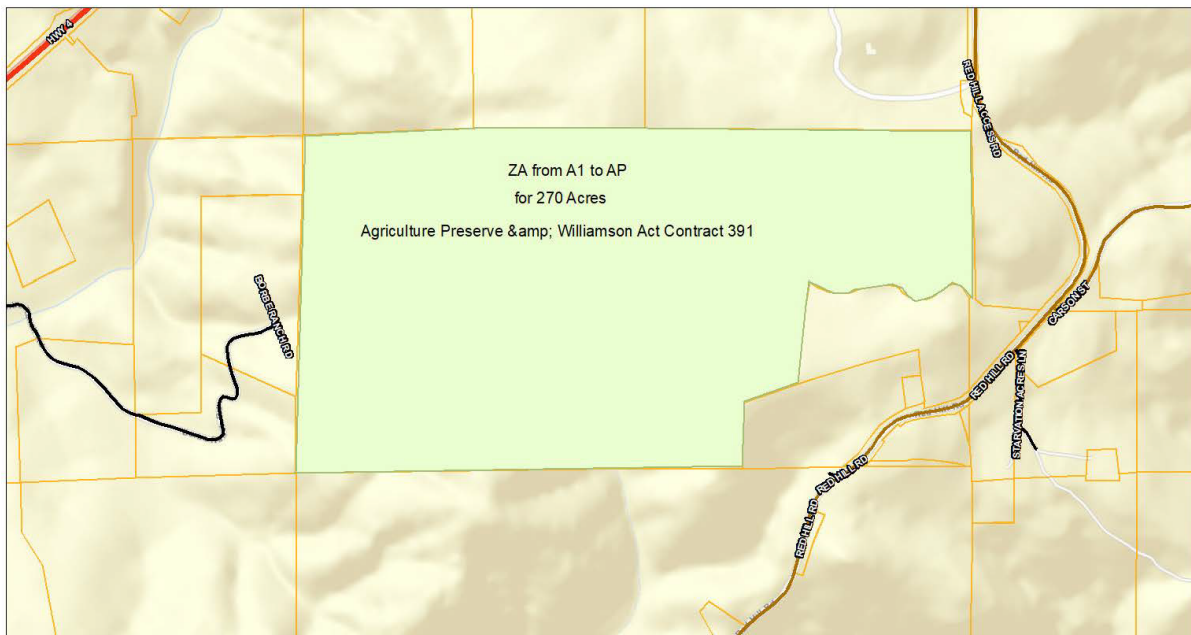 HWY 4
RED HILL ACCESS RD
ZA from A1 to AP
for 270 Acres
Agriculture Preserve &amp; Williamson Act Contract 391
BORBE RANCH RD
CARSON ST
RED HILL RD
STARVATION ACRES LN
RED HILL RD
RED HILL RD